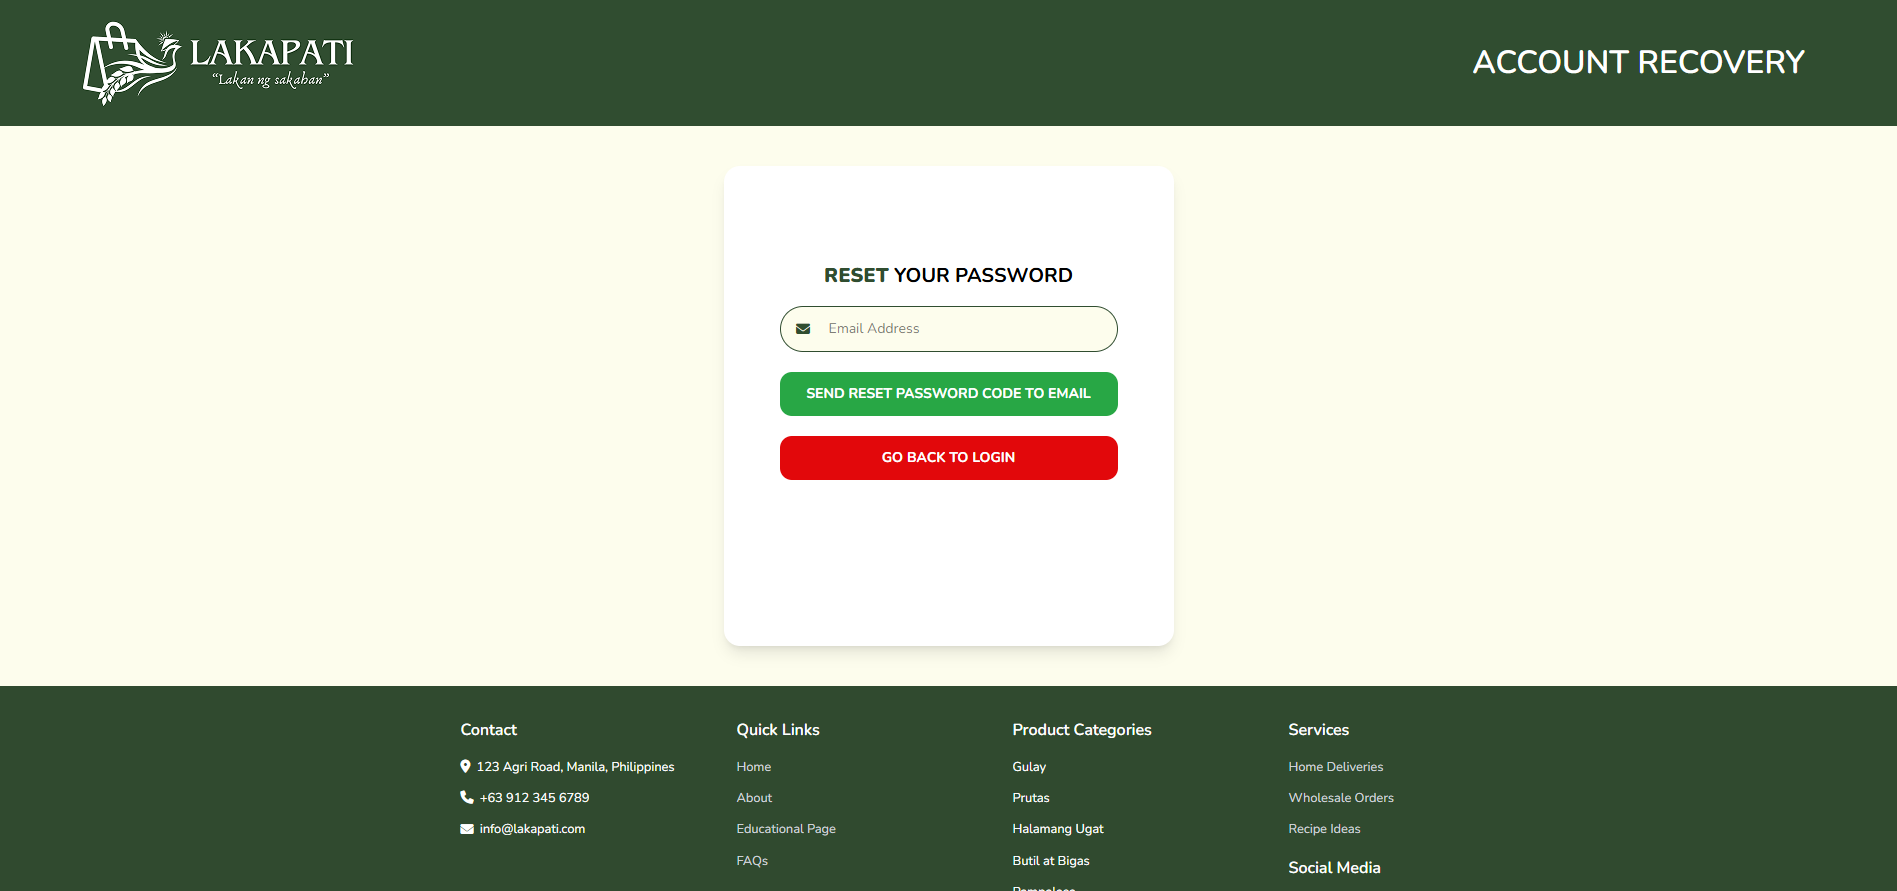 LAKAPATI
"Lakan ng sakahan"
ACCOUNT RECOVERY
RESET YOUR PASSWORD
Email Address
SEND RESET PASSWORD CODE TO EMAIL
GO BACK TO LOGIN
Contact
123 Agri Road, Manila, Philippines
+63 912 345 6789
info@lakapati.com
Quick Links
Home
About
Educational Page
FAQs
Product Categories
Gulay
Prutas
Halamang Ugat
Butil at Bigas
Services
Home Deliveries
Wholesale Orders
Recipe Ideas
Social Media